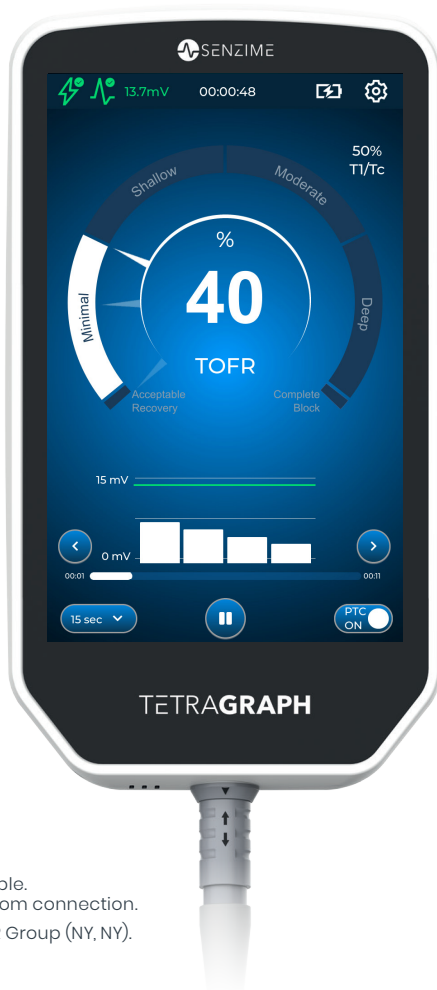 SENZIME
13.7mV 00:00:48
50%
T1/Tc
Shallow
Moderate
Minimal
Deep
%
40
TOFR
Acceptable
Recovery
Complete
Block
15 mV
0 mV
00:01
00:11
15 sec
PTC
ON
TETRAGRAPH
om connection.
Group (NY, NY).